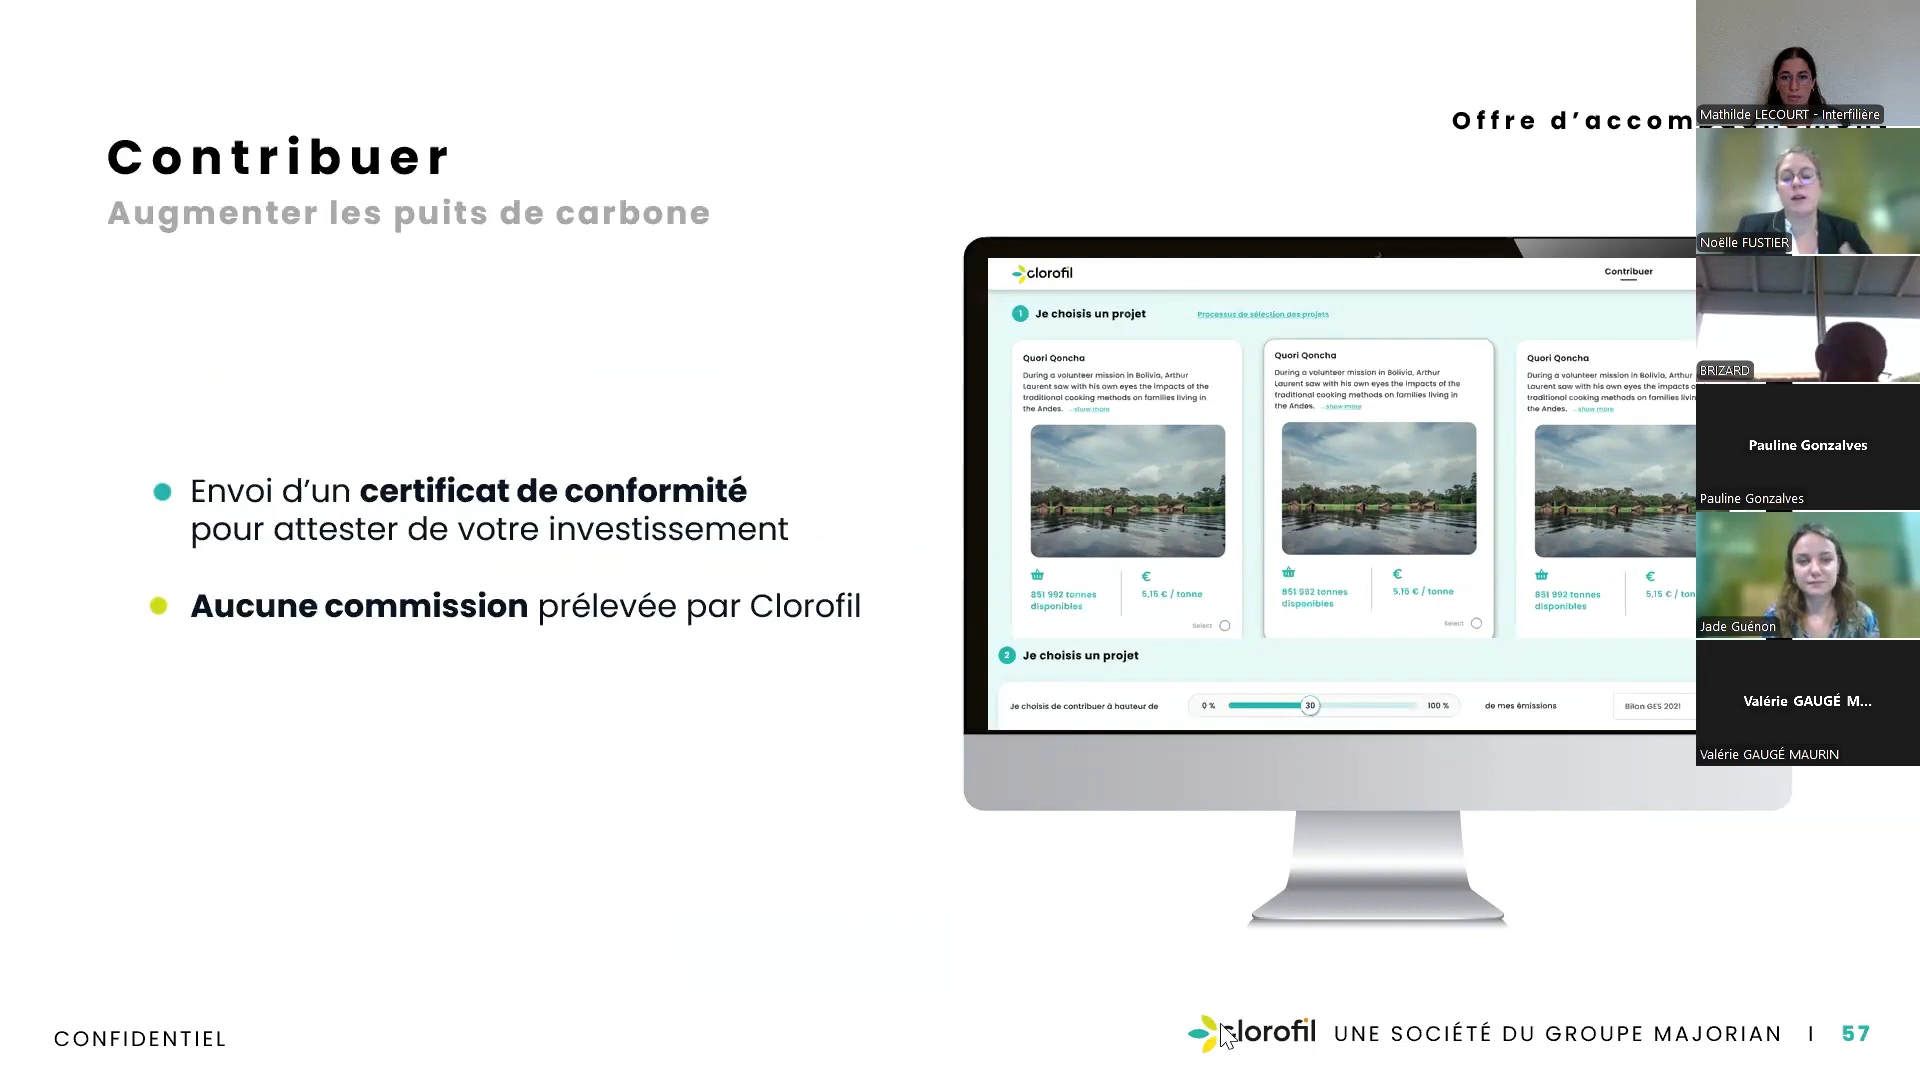 Contribuer
Augmenter les puits de carbone
Offre d’accom
Envoi d’un certificat de conformité
pour attester de votre investissement
Aucune commission prélevée par Clorofil
clorofil
Contribuer
1 Je choisis un projet
Processus de sélection des projets
Quori Qoncha
During a volunteer mission in Bolivia, Arthur
Laurent saw with his own eyes the impacts of the
traditional cooking methods on families living in
the Andes. ...show more
851 992 tonnes
disponibles
€
5,15 € / tonne
Select
Quori Qoncha
During a volunteer mission in Bolivia, Arthur
Laurent saw with his own eyes the impacts of the
traditional cooking methods on families living in
the Andes. ...show more
851 992 tonnes
disponibles
€
5,15 € / tonne
Select
Quori Qoncha
During a volunteer mission in Bolivia, Arthur
Laurent saw with his own eyes the impacts o
traditional cooking methods on families livin
the Andes. ...show more
851 992 tonnes
disponibles
€
5,15 € / ton
2 Je choisis un projet
Je choisis de contribuer à hauteur de
0 %
30
100 %
de mes émissions
Bilan GES 2021
Mathilde LECOURT - Interfilière
Noëlle FUSTIER
BRIZARD
Pauline Gonzalves
Pauline Gonzalves
Jade Guénon
Valérie GAUGÉ M...
Valérie GAUGÉ MAURIN
CONFIDENTIEL
clorofil UNE SOCIÉTÉ DU GROUPE MAJORIAN I 57